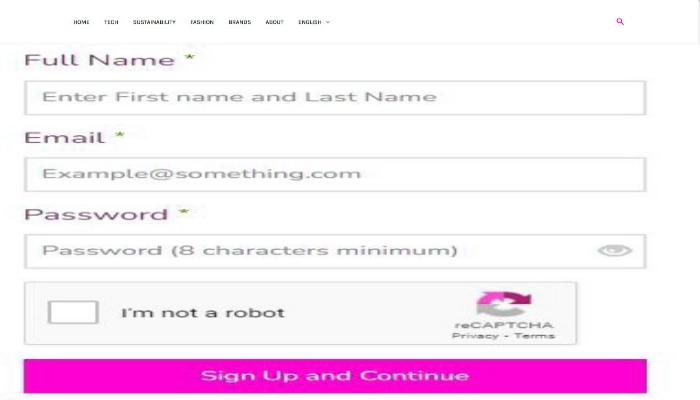 HOME TECH SUSTAINABILITY FASHION BRANDS ABOUT ENGLISH
Full Name *
Enter First name and Last Name
Email *
Example@something.com
Password *
Password (8 characters minimum)
I'm not a robot
reCAPTCHA
Privacy - Terms
Sign Up and Continue